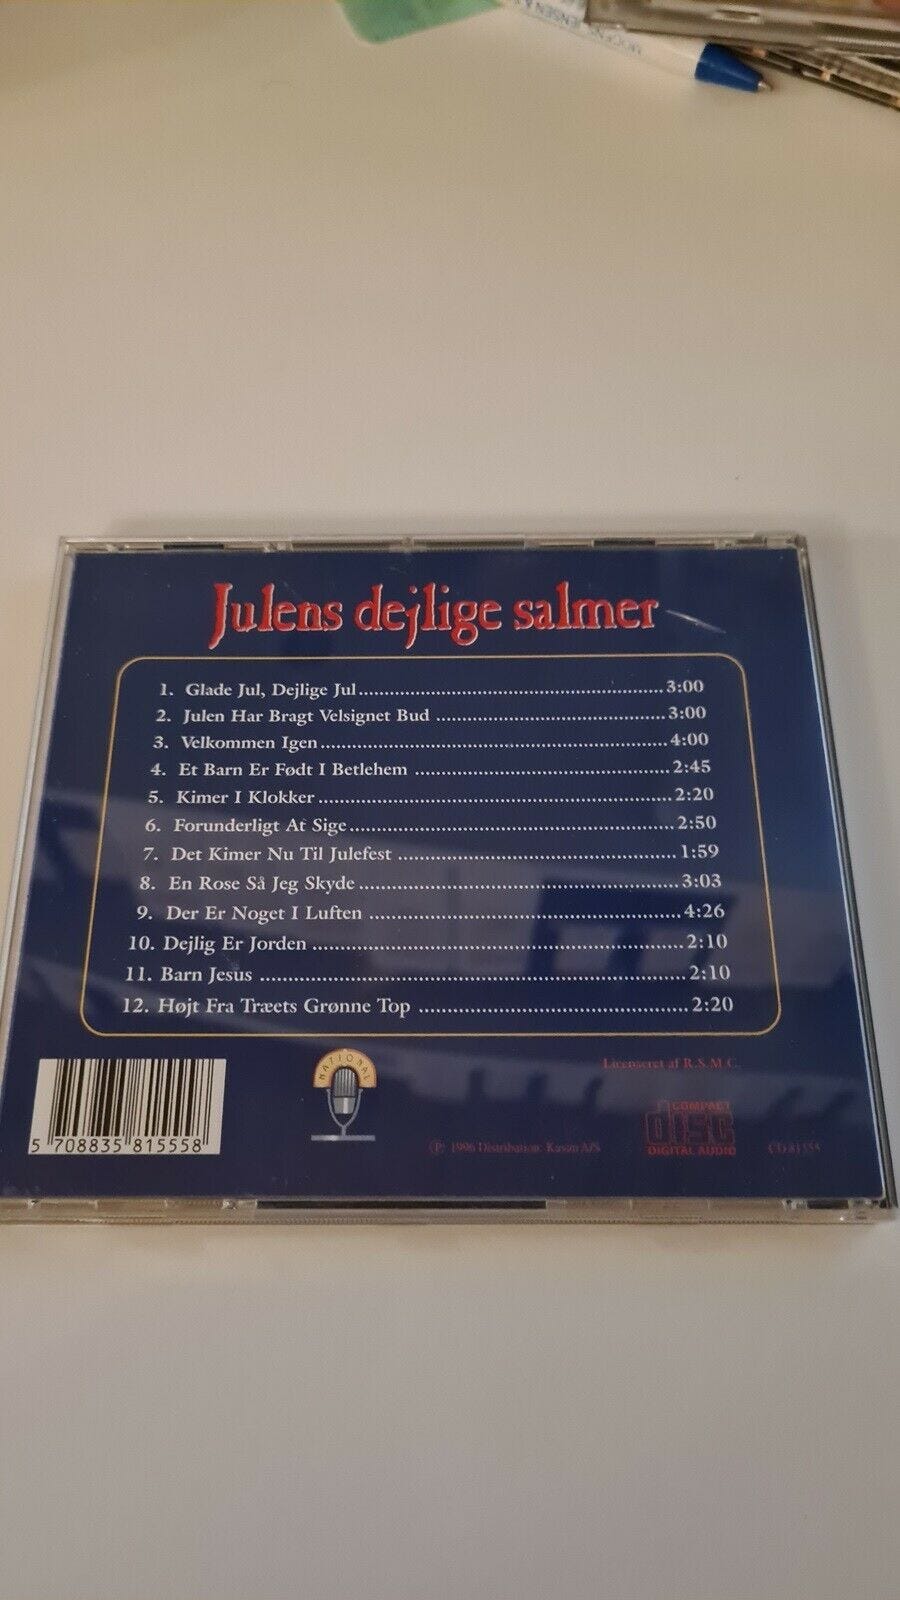 Julens dejlige salmer
1. Glade Jul, Dejlige Jul 3:00
2. Julen Har Bragt Velsignet Bud 3:00
3. Velkommen Igen 4:00
4. Et Barn Er Født I Betlehem 2:45
5. Kimer I Klokker 2:20
6. Forunderligt At Sige 2:50
7. Det Kimer Nu Til Julefest 1:59
8. En Rose Så Jeg Skyde 3:03
9. Der Er Noget I Luften 4:26
10. Dejlig Er Jorden 2:10
11. Barn Jesus 2:10
12. Højt Fra Træets Grønne Top 2:20
NATIONAL
Licenseret af R.S.M.C.
5 708835 815558
℗ 1996 Distribution:
A/S
COMPACT
disc
DIGITAL AUDIO